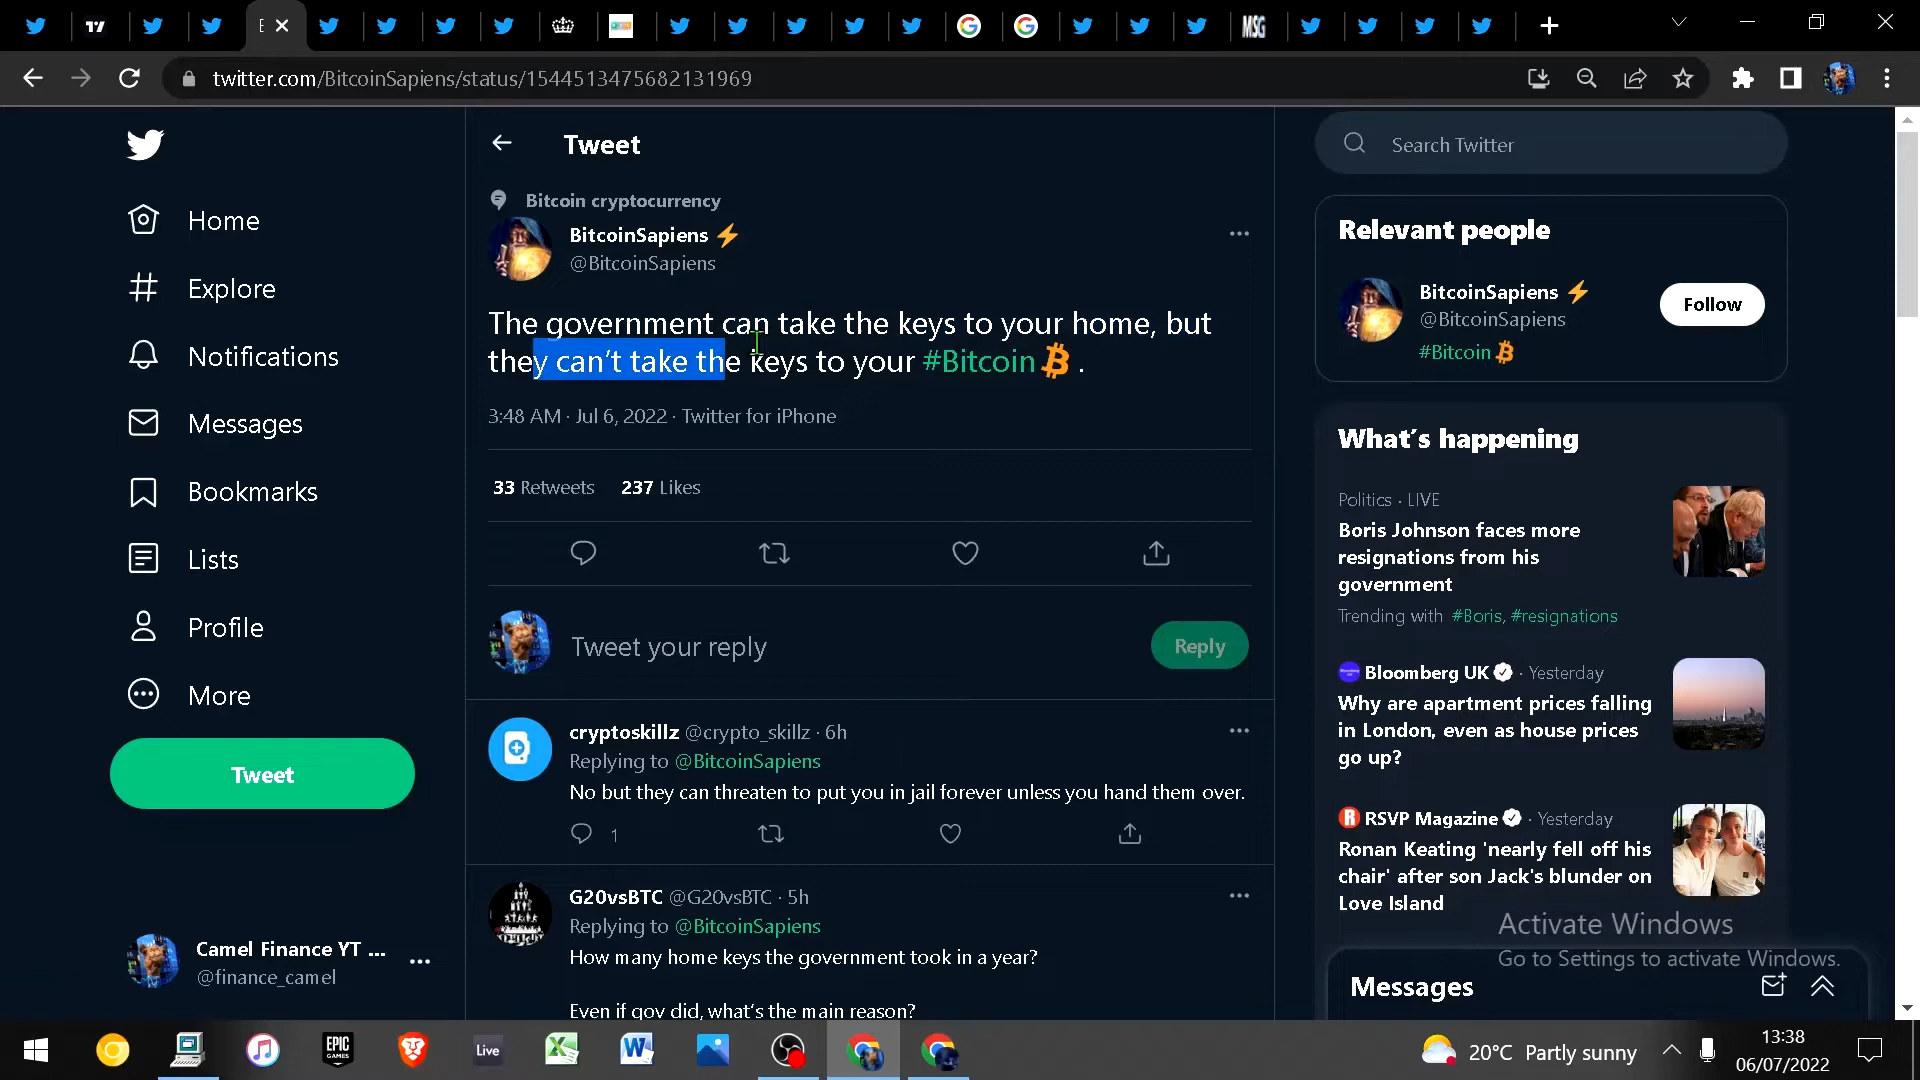 E
MSG
twitter.com/BitcoinSapiens/status/1544513475682131969
Home
Explore
Notifications
Messages
Bookmarks
Lists
Profile
More
Tweet
Camel Finance YT ...
@finance_camel
Tweet
Bitcoin cryptocurrency
BitcoinSapiens ⚡
@BitcoinSapiens
The government can take the keys to your home, but
they can't take the keys to your #Bitcoin .
3:48 AM · Jul 6, 2022 · Twitter for iPhone
33 Retweets 237 Likes
Tweet your reply
Reply
cryptoskillz @crypto_skillz · 6h
Replying to @BitcoinSapiens
No but they can threaten to put you in jail forever unless you hand them over.
1
G20vsBTC @G20vsBTC · 5h
Replying to @BitcoinSapiens
How many home keys the government took in a year?
Even if gov did, what's the main reason?
Search Twitter
Relevant people
BitcoinSapiens ⚡
@BitcoinSapiens
#Bitcoin
Follow
What's happening
Politics · LIVE
Boris Johnson faces more
resignations from his
government
Trending with #Boris, #resignations
Bloomberg UK · Yesterday
Why are apartment prices falling
in London, even as house prices
go up?
R RSVP Magazine · Yesterday
Ronan Keating 'nearly fell off his
chair' after son Jack's blunder on
Love Island
Activate Windows
Go to Settings to activate Windows.
Messages
EPIC
GAMES
Live
20°C Partly sunny
13:38
06/07/2022